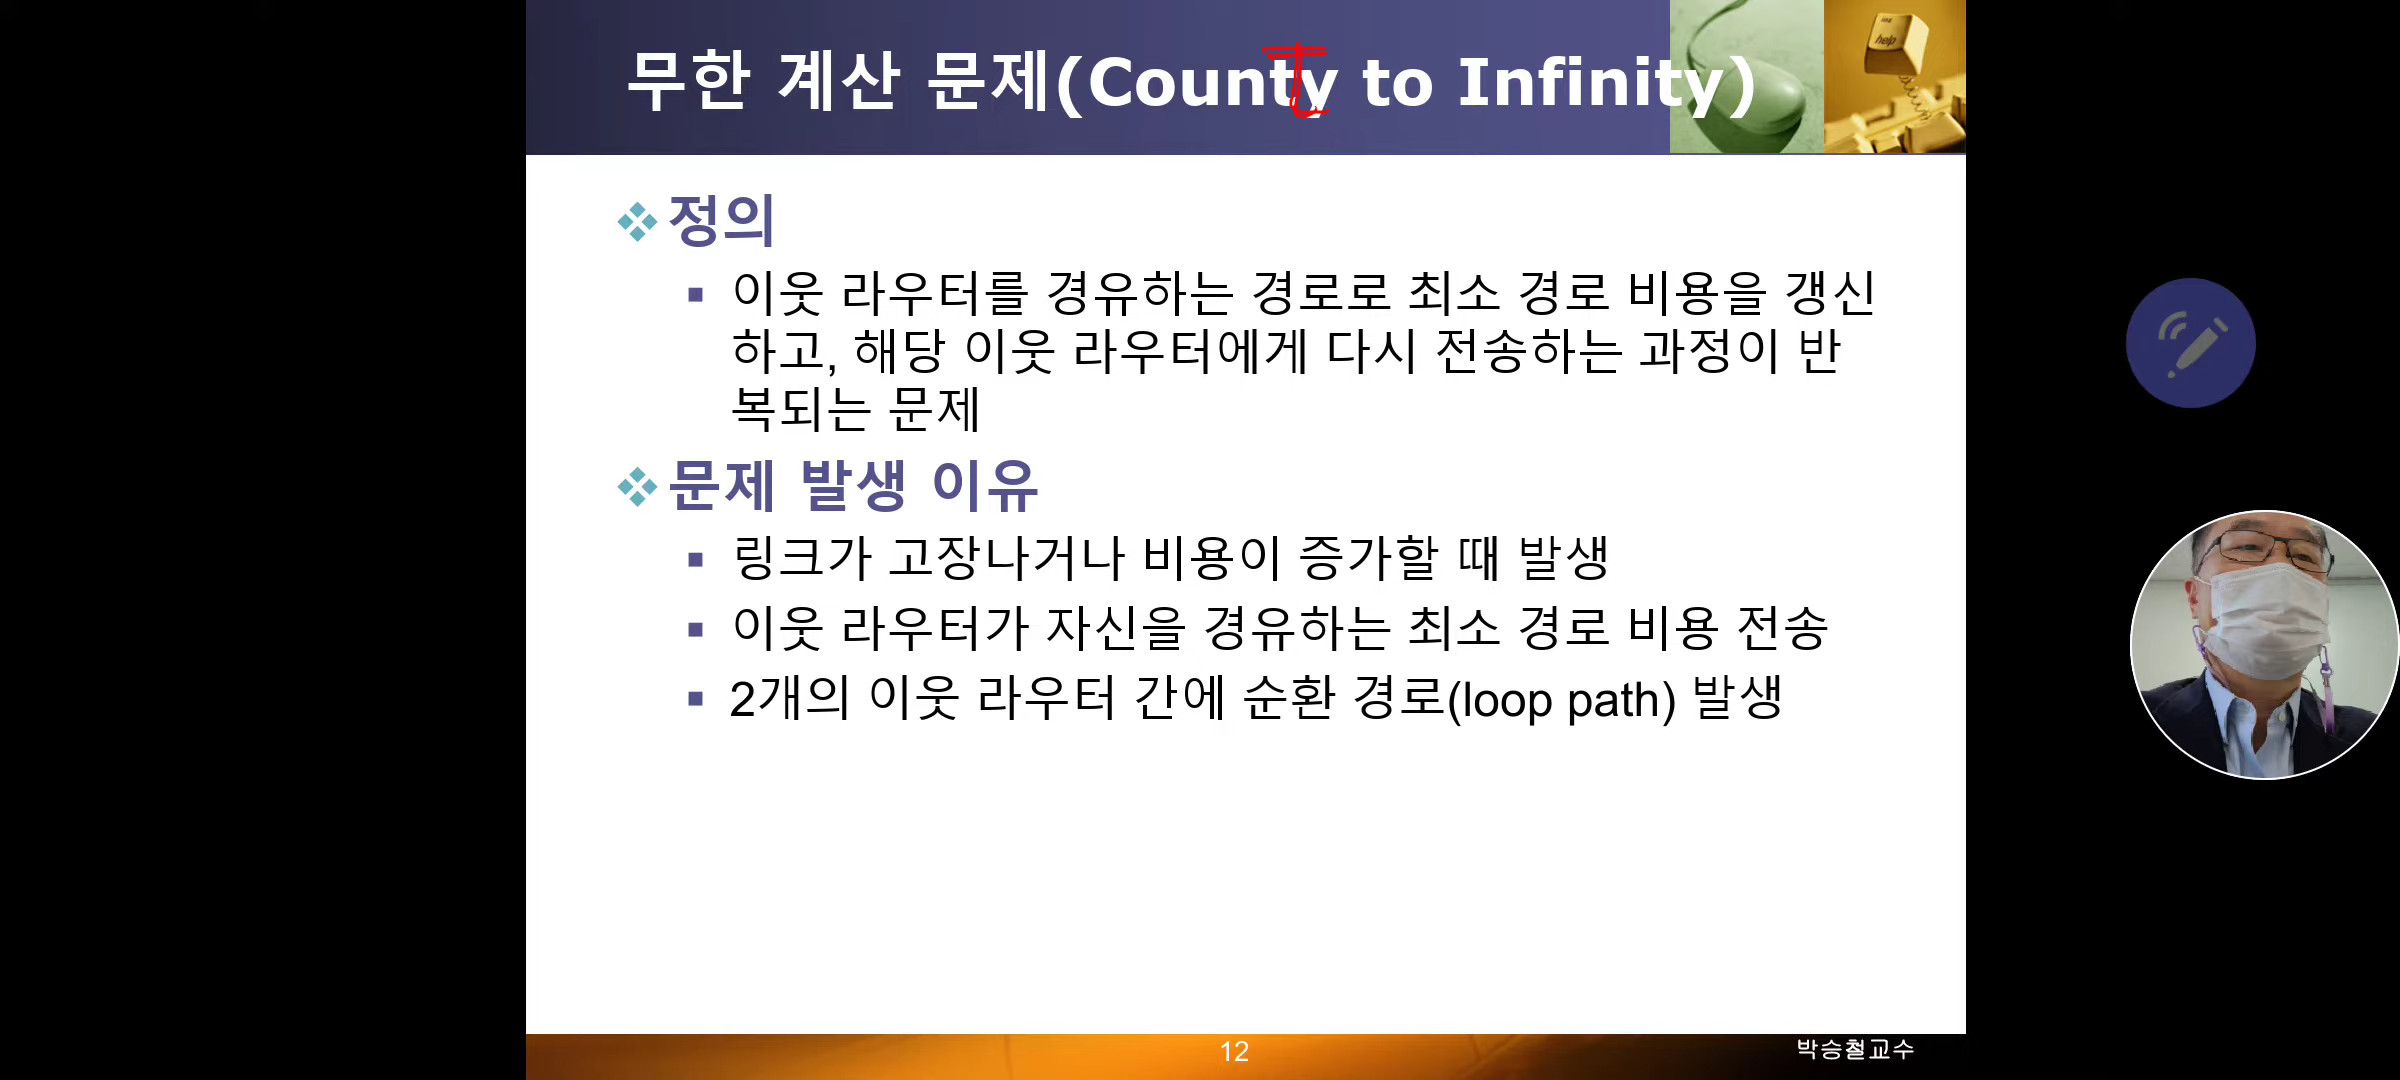 무한 계산 문제(County to Infinity)
정의
이웃 라우터를 경유하는 경로로 최소 경로 비용을 갱신
하고, 해당 이웃 라우터에게 다시 전송하는 과정이 반
복되는 문제
문제 발생 이유
링크가 고장나거나 비용이 증가할 때 발생
이웃 라우터가 자신을 경유하는 최소 경로 비용 전송
2개의 이웃 라우터 간에 순환 경로(loop path) 발생
12
박승철교수
help